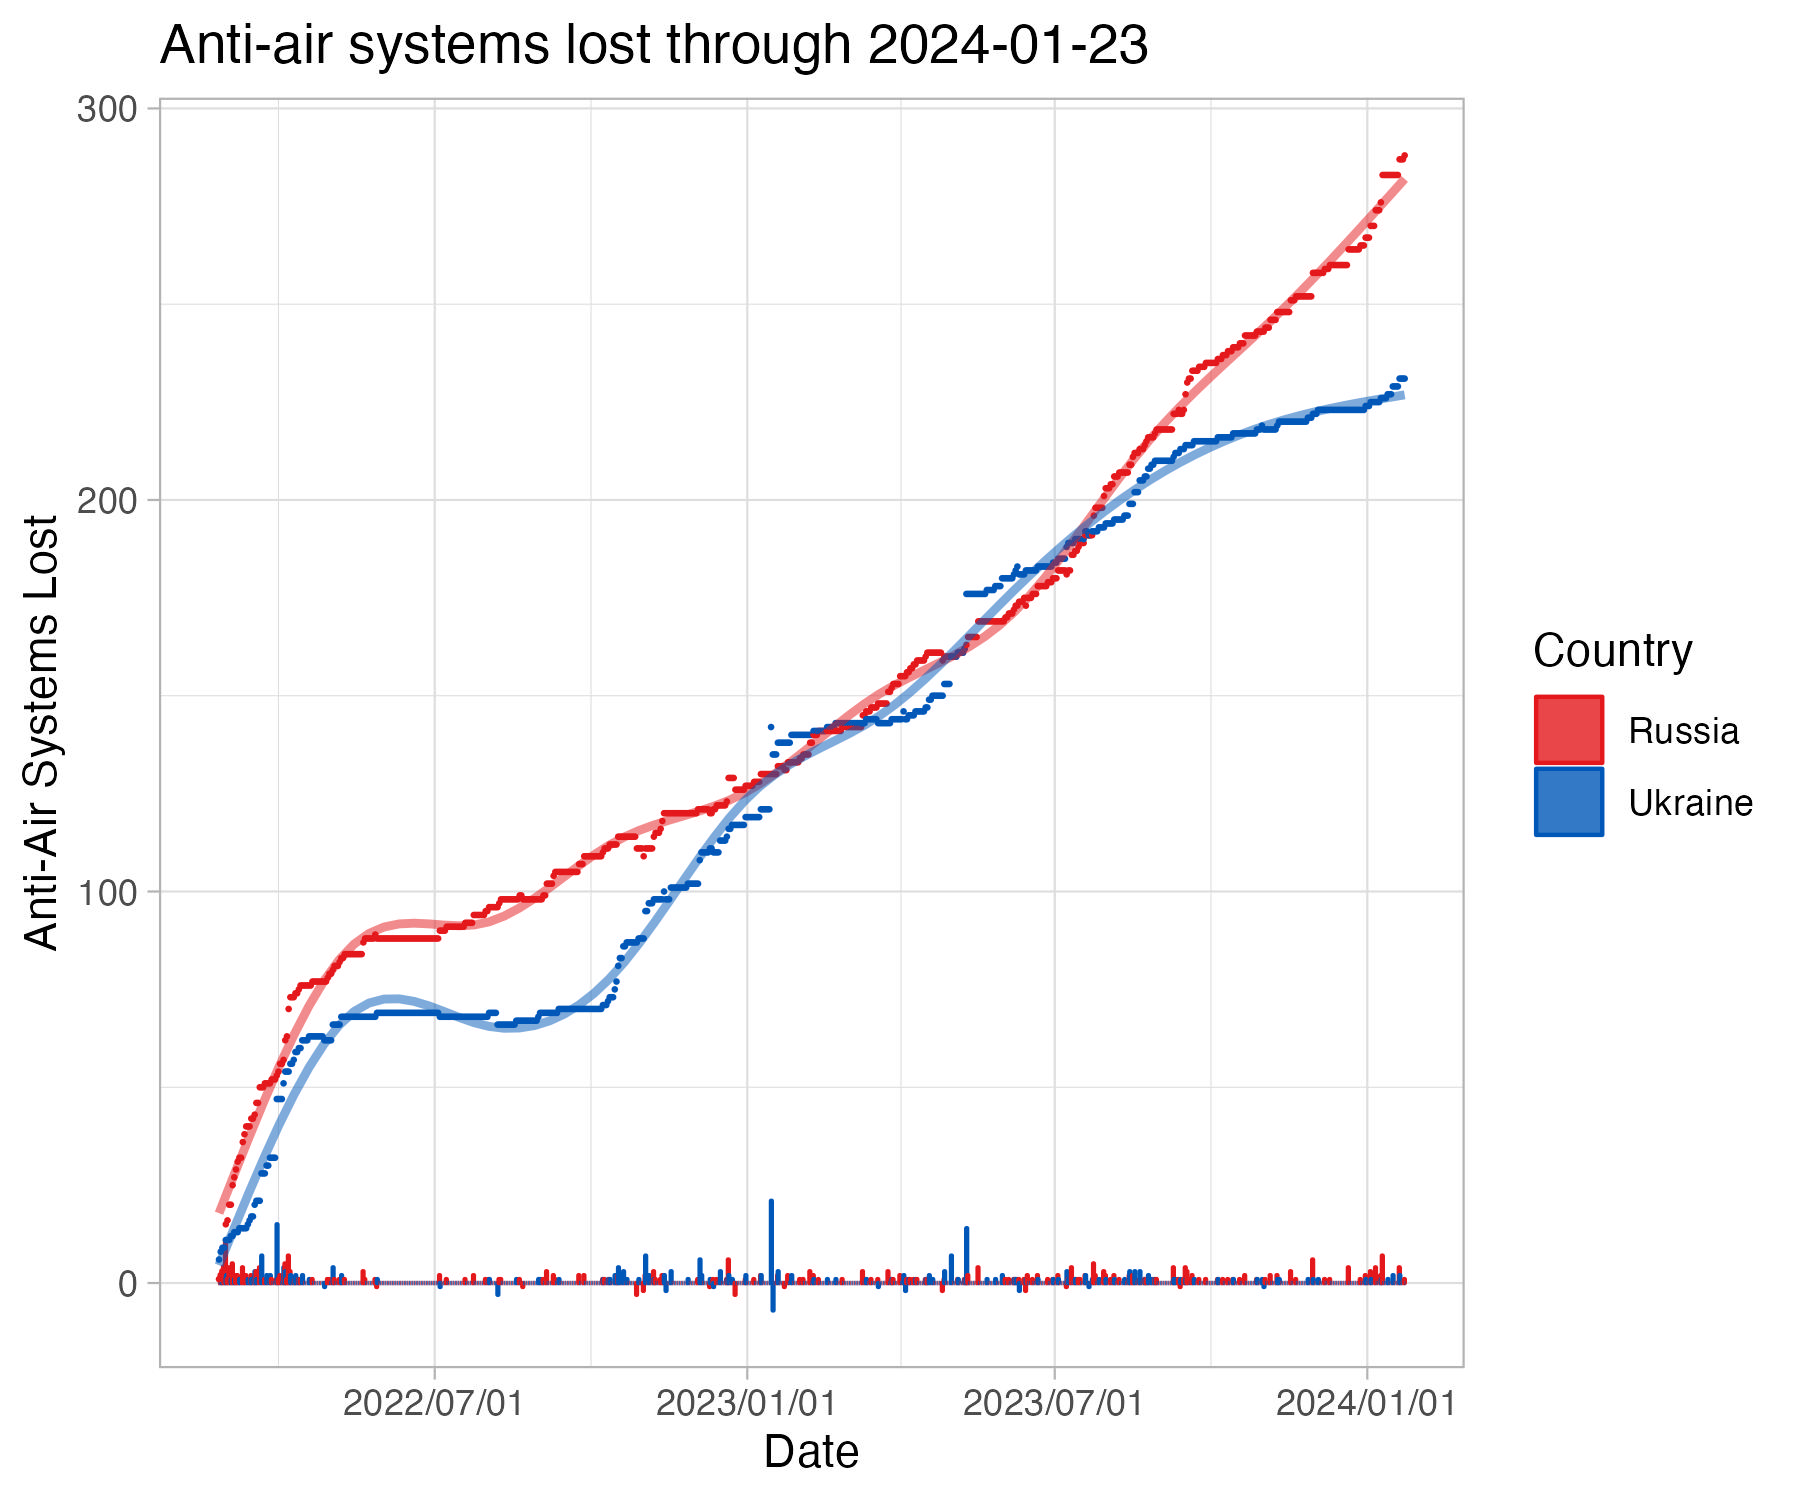 Anti-air systems lost through 2024-01-23
300
200
100
0
Anti-Air Systems Lost
2022/07/01
2023/01/01
2023/07/01
2024/01/01
Date
Country
Russia
Ukraine